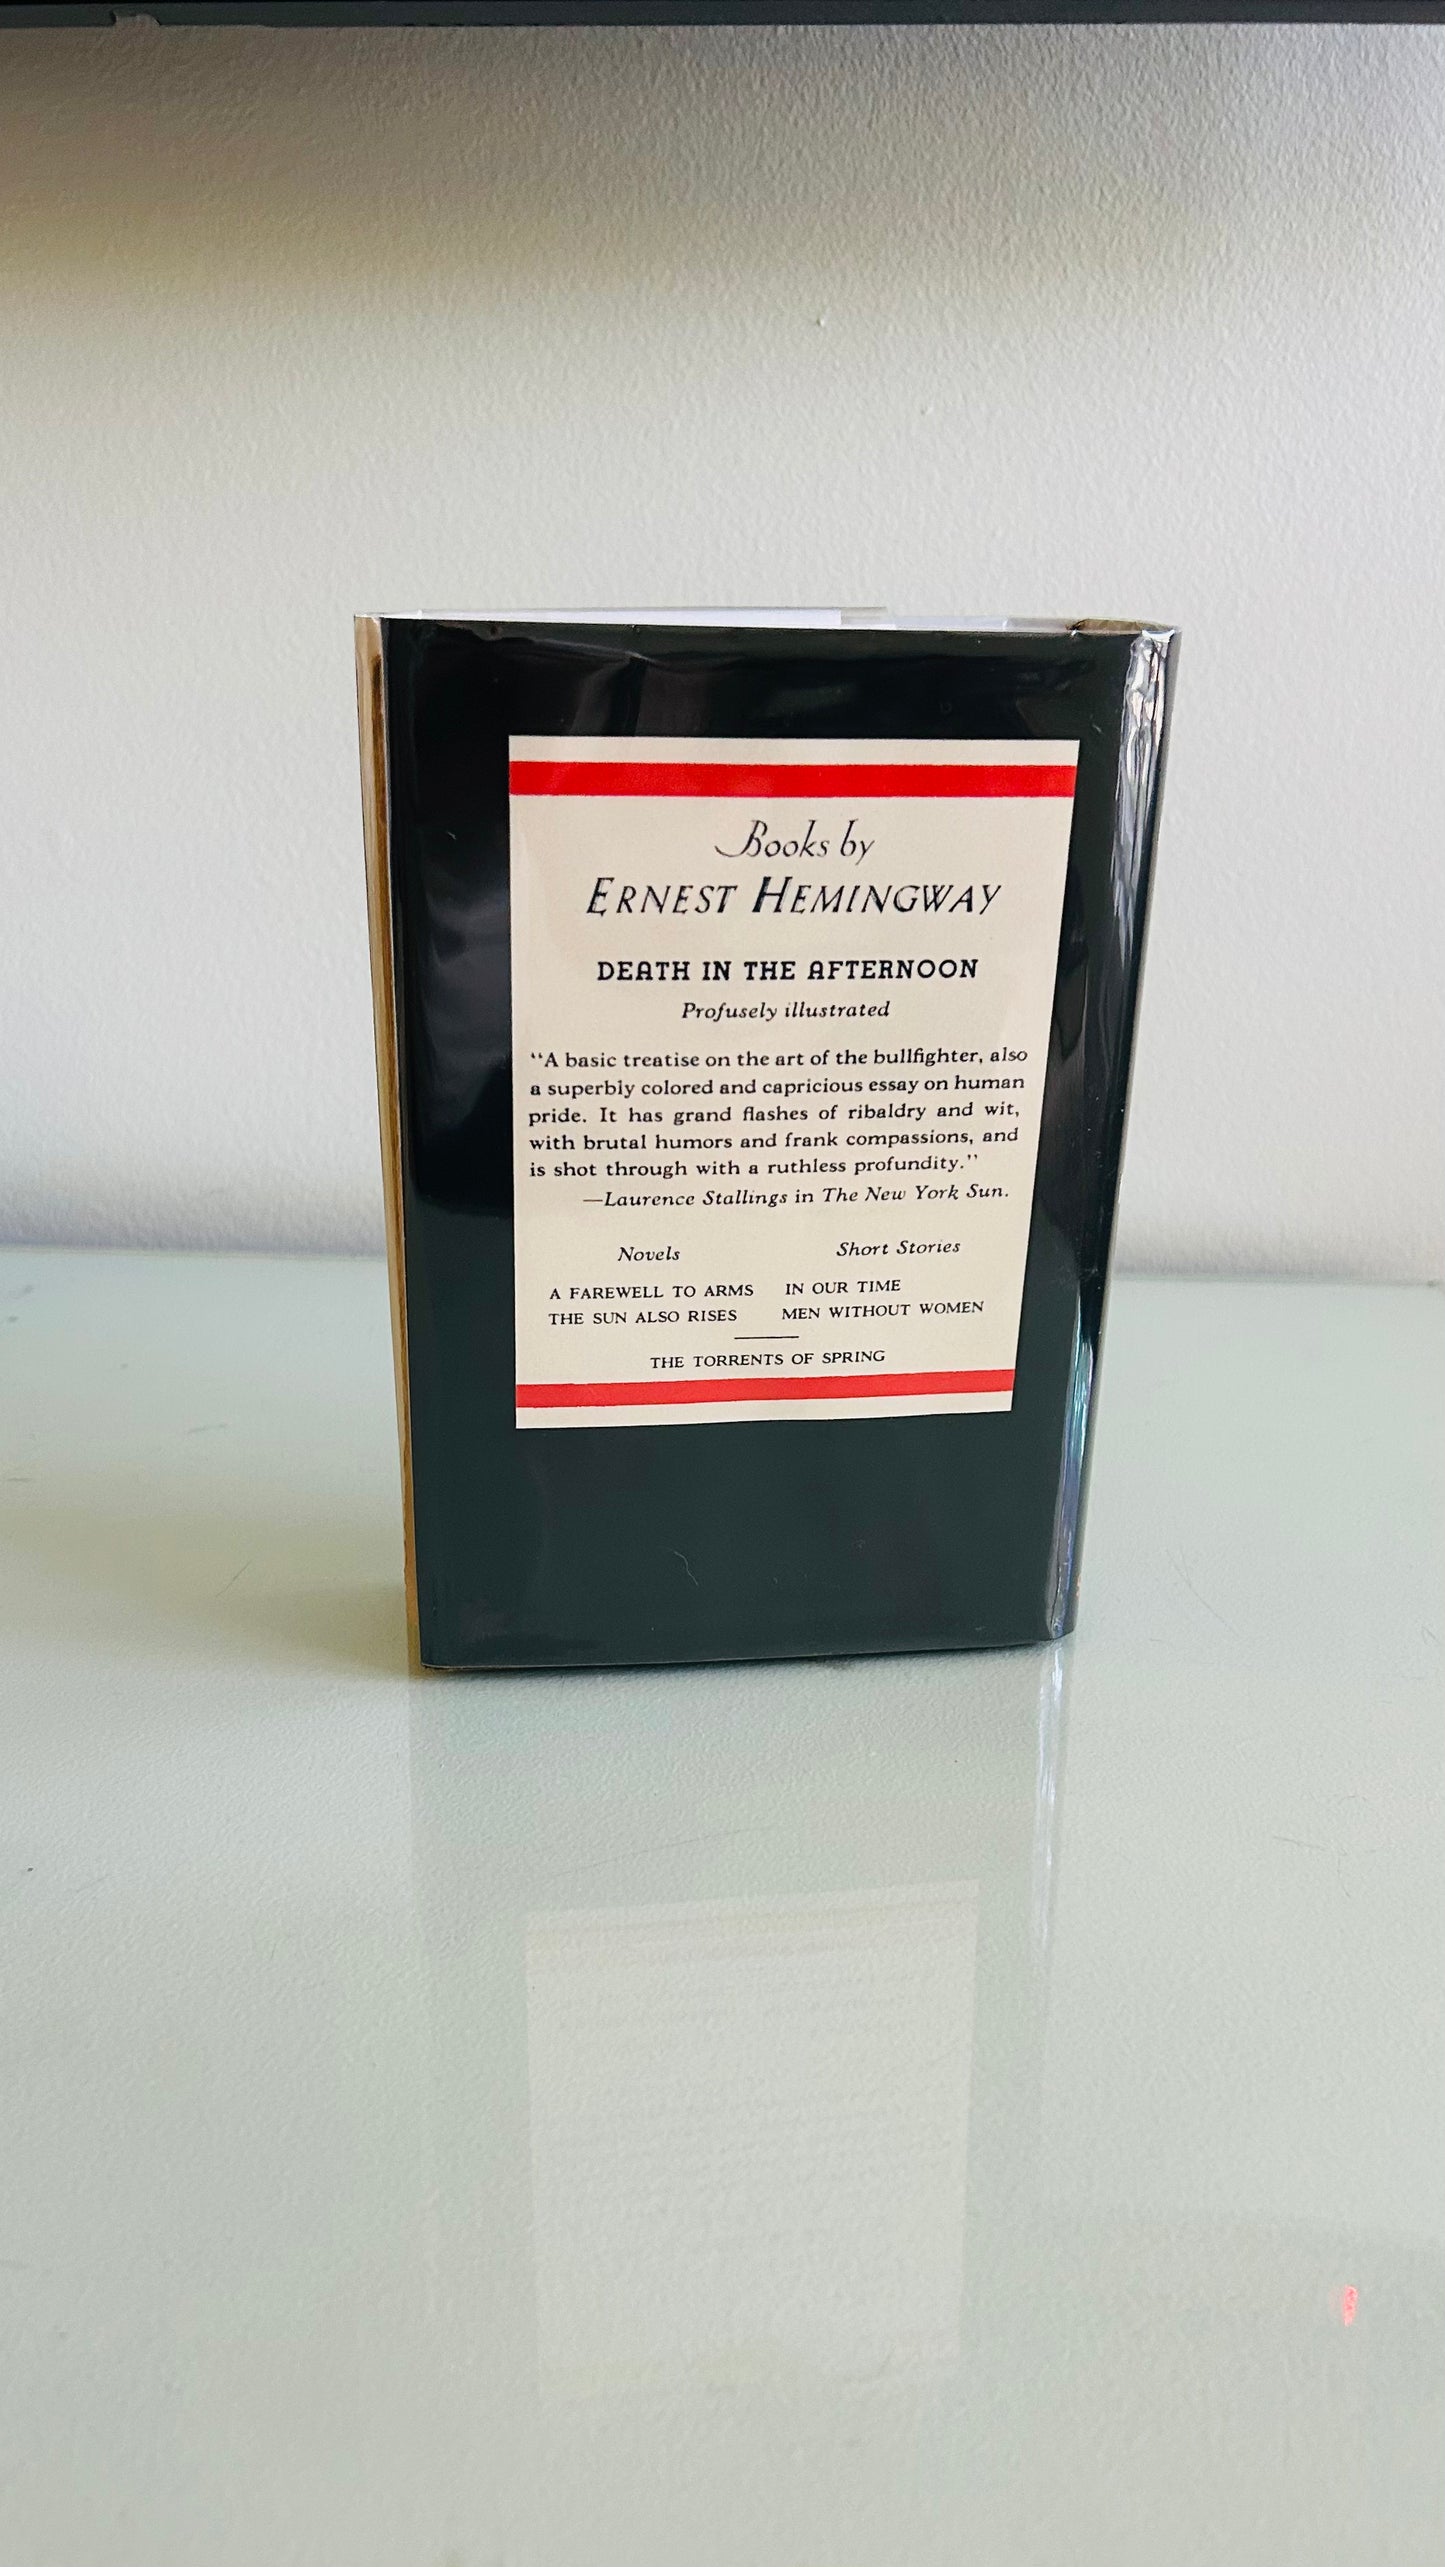 Books by
ERNEST HEMINGWAY
DEATH IN THE AFTERNOON
Profusely illustrated
“A basic treatise on the art of the bullfighter, also
a superbly colored and capricious essay on human
pride. It has grand flashes of ribaldry and wit,
with brutal humors and frank compassions, and
is shot through with a ruthless profundity.”
—Laurence Stallings in The New York Sun.
Novels Short Stories
A FAREWELL TO ARMS IN OUR TIME
THE SUN ALSO RISES MEN WITHOUT WOMEN
THE TORRENTS OF SPRING